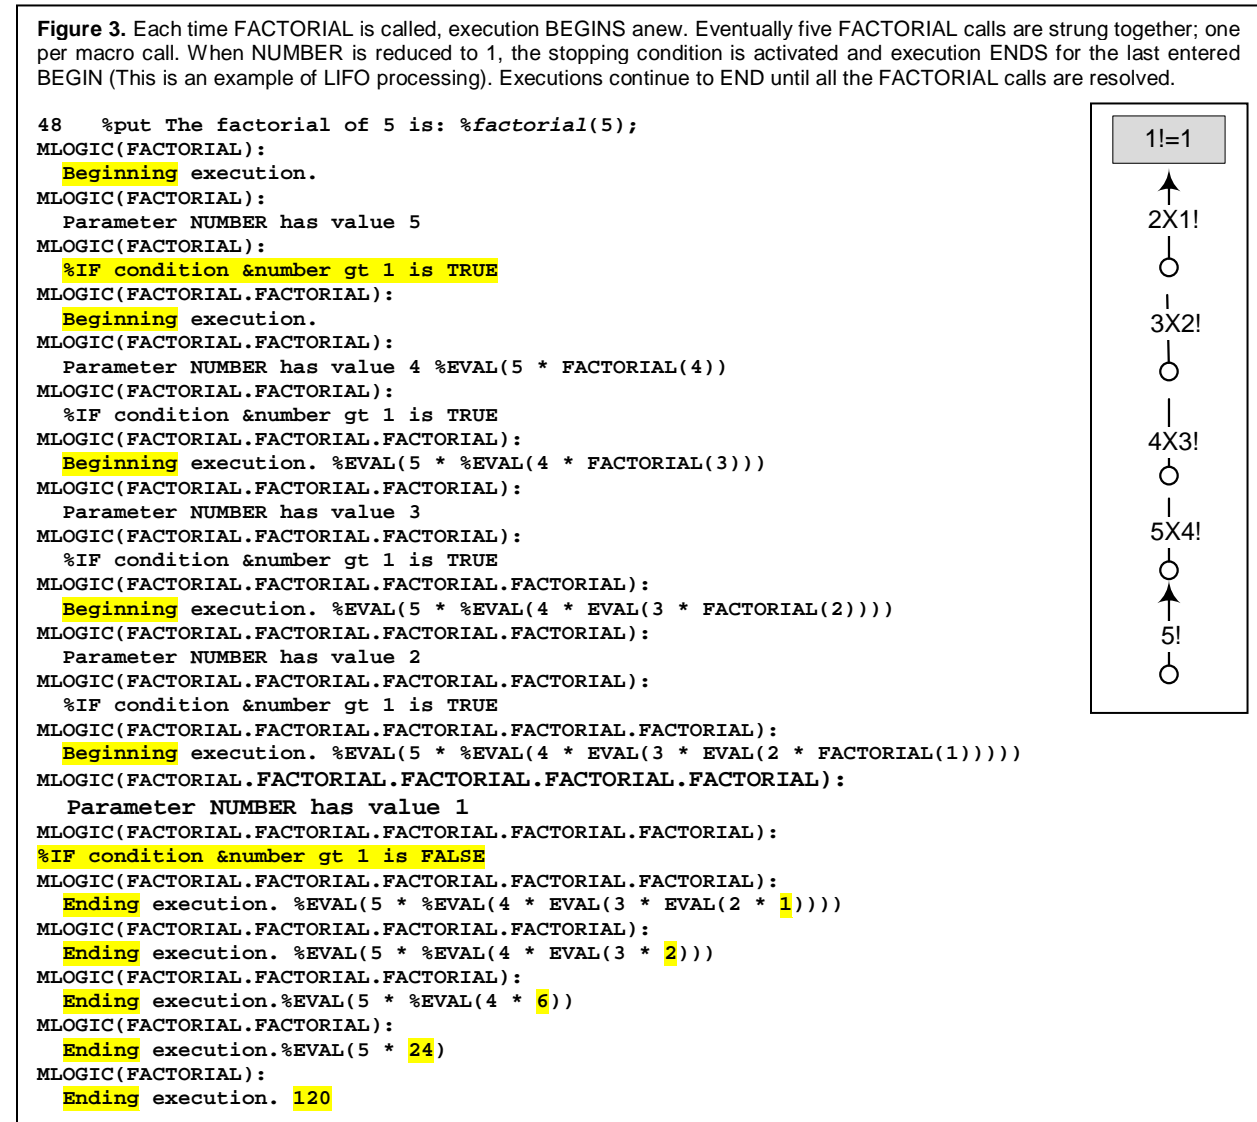 Figure 3. Each time FACTORIAL is called, execution BEGINS anew. Eventually five FACTORIAL calls are strung together; one
per macro call. When NUMBER is reduced to 1, the stopping condition is activated and execution ENDS for the last entered
BEGIN (This is an example of LIFO processing). Executions continue to END until all the FACTORIAL calls are resolved.
48   %put The factorial of 5 is: %factorial(5);
MLOGIC(FACTORIAL):
Beginning execution.
MLOGIC(FACTORIAL):
Parameter NUMBER has value 5
MLOGIC(FACTORIAL):
%IF condition &number gt 1 is TRUE
MLOGIC(FACTORIAL.FACTORIAL):
Beginning execution.
MLOGIC(FACTORIAL.FACTORIAL):
Parameter NUMBER has value 4 %EVAL(5 * FACTORIAL(4))
MLOGIC(FACTORIAL.FACTORIAL):
%IF condition &number gt 1 is TRUE
MLOGIC(FACTORIAL.FACTORIAL.FACTORIAL):
Beginning execution. %EVAL(5 * %EVAL(4 * FACTORIAL(3)))
MLOGIC(FACTORIAL.FACTORIAL.FACTORIAL):
Parameter NUMBER has value 3
MLOGIC(FACTORIAL.FACTORIAL.FACTORIAL):
%IF condition &number gt 1 is TRUE
MLOGIC(FACTORIAL.FACTORIAL.FACTORIAL.FACTORIAL):
Beginning execution. %EVAL(5 * %EVAL(4 * EVAL(3 * FACTORIAL(2))))
MLOGIC(FACTORIAL.FACTORIAL.FACTORIAL.FACTORIAL):
Parameter NUMBER has value 2
MLOGIC(FACTORIAL.FACTORIAL.FACTORIAL.FACTORIAL):
%IF condition &number gt 1 is TRUE
MLOGIC(FACTORIAL.FACTORIAL.FACTORIAL.FACTORIAL.FACTORIAL):
Beginning execution. %EVAL(5 * %EVAL(4 * EVAL(3 * EVAL(2 * FACTORIAL(1)))))
MLOGIC(FACTORIAL.FACTORIAL.FACTORIAL.FACTORIAL.FACTORIAL):
Parameter NUMBER has value 1
MLOGIC(FACTORIAL.FACTORIAL.FACTORIAL.FACTORIAL.FACTORIAL):
%IF condition &number gt 1 is FALSE
MLOGIC(FACTORIAL.FACTORIAL.FACTORIAL.FACTORIAL.FACTORIAL):
Ending execution. %EVAL(5 * %EVAL(4 * EVAL(3 * EVAL(2 * 1))))
MLOGIC(FACTORIAL.FACTORIAL.FACTORIAL.FACTORIAL):
Ending execution. %EVAL(5 * %EVAL(4 * EVAL(3 * 2)))
MLOGIC(FACTORIAL.FACTORIAL.FACTORIAL):
Ending execution.%EVAL(5 * %EVAL(4 * 6))
MLOGIC(FACTORIAL.FACTORIAL):
Ending execution.%EVAL(5 * 24)
MLOGIC(FACTORIAL):
Ending execution. 120
1!=1
2X1!
3X2!
4X3!
5X4!
5!